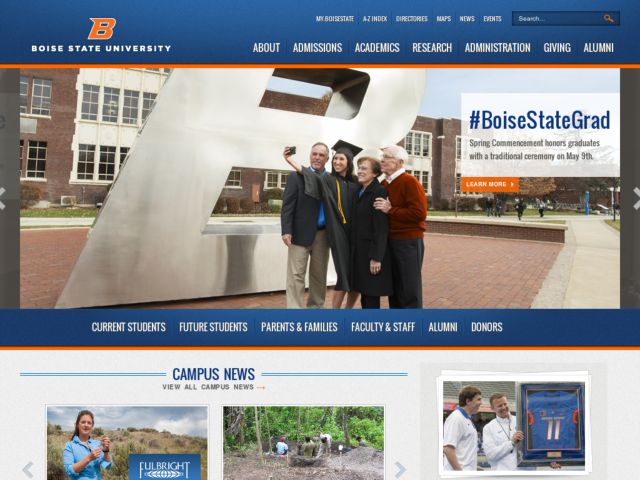 MY.BOISESTATE A-Z INDEX DIRECTORIES MAPS NEWS EVENTS Search...
B
BOISE STATE UNIVERSITY
ABOUT ADMISSIONS ACADEMICS RESEARCH ADMINISTRATION GIVING ALUMNI
#BoiseStateGrad
Spring Commencement honors graduates
with a traditional ceremony on May 9th.
LEARN MORE
CURRENT STUDENTS FUTURE STUDENTS PARENTS & FAMILIES FACULTY & STAFF ALUMNI DONORS
CAMPUS NEWS
VIEW ALL CAMPUS NEWS →
FULBRIGHT
11